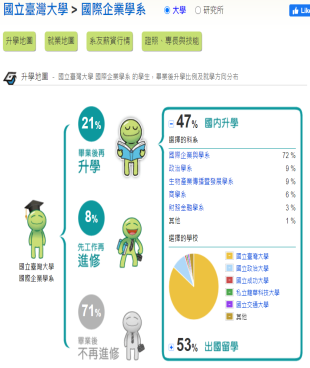 國立臺灣大學 > 國際企業學系
大學
研究所
Like
升學地圖
就業地圖
系友薪資行情
證照、專長與技能
升學地圖 - 國立臺灣大學 國際企業學系 的學生，畢業後升學比例及就學方向分布
21%
畢業後再
升學
8%
先工作再
進修
71%
畢業後
不再進修
國立臺灣大學
國際企業學系
47% 國內升學
選擇的科系
國際企業與學系 72 %
政治學系 9 %
生物產業傳播暨發展學系 9 %
商學系 6 %
財務金融學系 3 %
其他 1 %
選擇的學校
國立臺灣大學
國立政治大學
國立成功大學
私立龍華科技大學
國立交通大學
其他
53% 出國留學